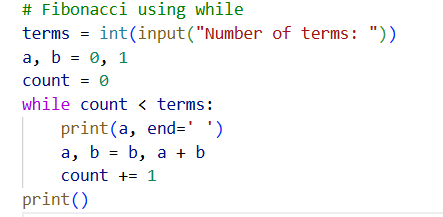 # Fibonacci using while
terms = int(input("Number of terms: "))
a, b = 0, 1
count = 0
while count < terms:
    print(a, end=' ')
    a, b = b, a + b
    count += 1
print()